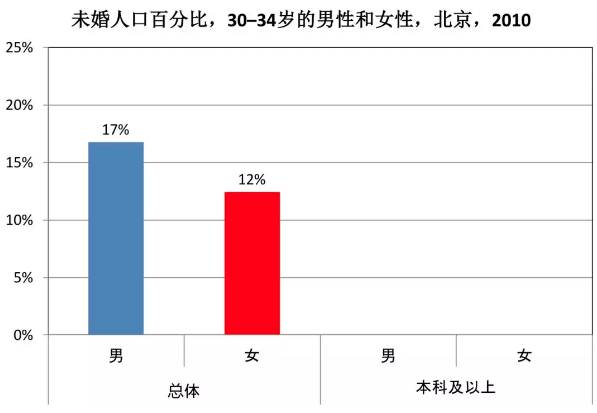 未婚人口百分比，30–34岁的男性和女性，北京，2010
25%
20%
15%
10%
5%
0%
17%
12%
男 女 男 女
总体 本科及以上